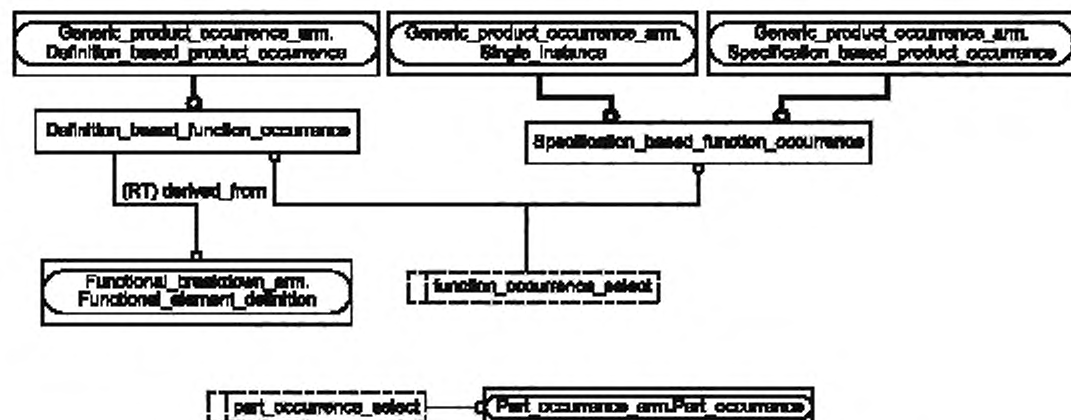 Generic_product_occurrence_arm.
Definition_based_product_occurrence
Generic_product_occurrence_arm.
Single_Instance
Generic_product_occurrence_arm.
Specification_based_product_occurrence
Definition_based_function_occurrence
Specification_based_function_occurrence
(RT) derived_from
Functional_breakdown_arm.
Functional_element_definition
function_occurrence_select
part_occurrence_select
Part_occurrence_arm.Part_occurrence